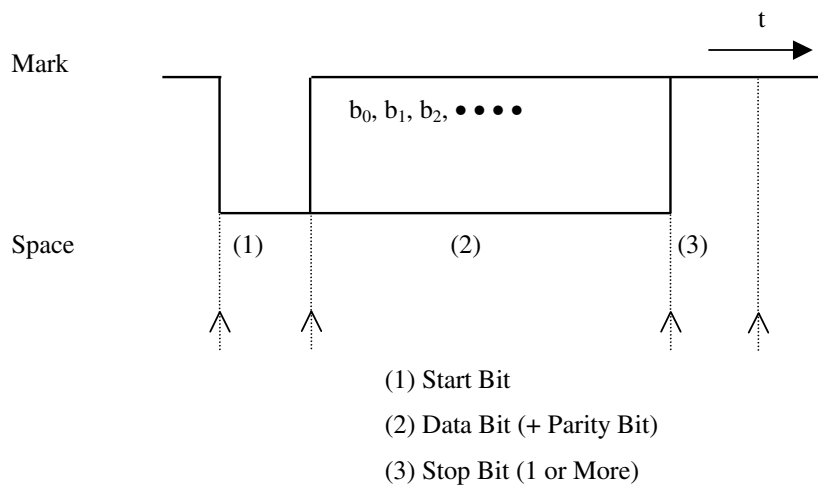 t
Mark
b₀, b₁, b₂, ● ● ● ●
Space
(1)
(2)
(3)
(1) Start Bit
(2) Data Bit (+ Parity Bit)
(3) Stop Bit (1 or More)